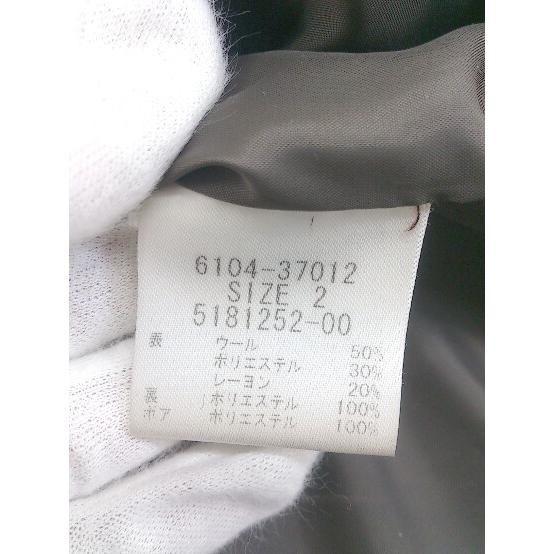 6104-37012
SIZE 2
5181252-00
表 ウール 50%
ポリエステル 30%
レーヨン 20%
裏 ポリエステル 100%
ボア ポリエステル 100%